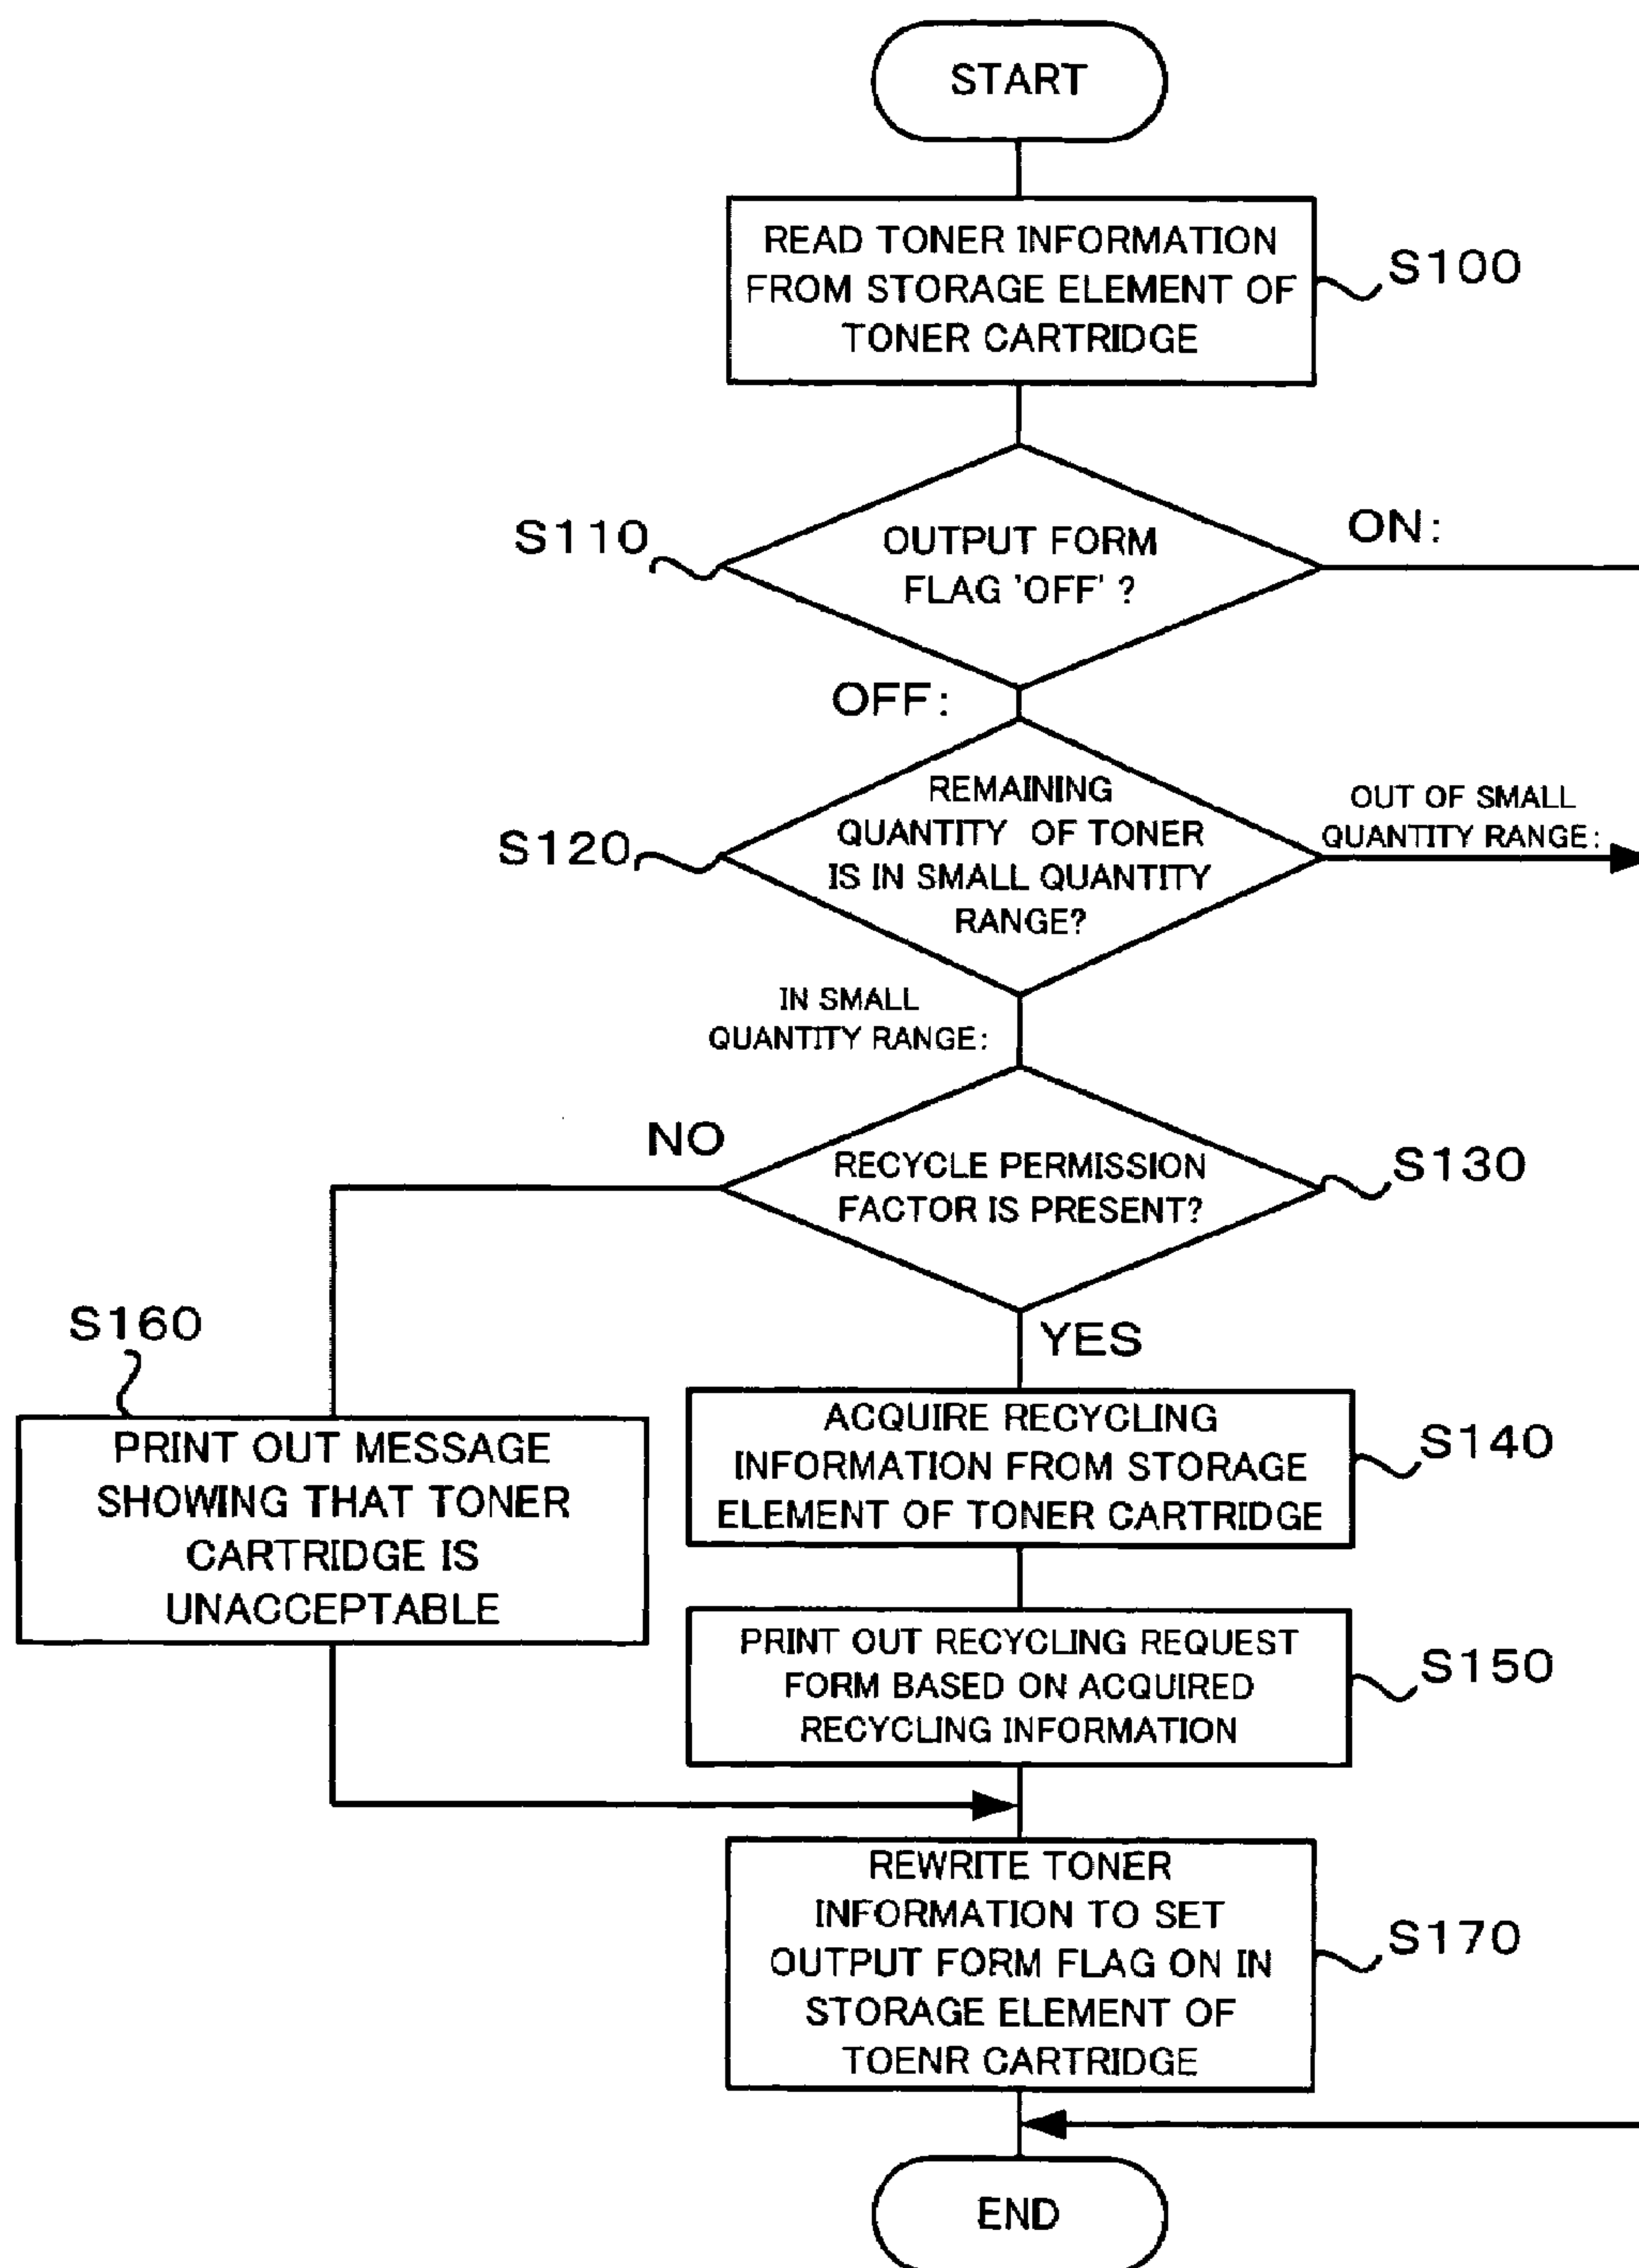 START
READ TONER INFORMATION
FROM STORAGE ELEMENT OF
TONER CARTRIDGE
S100
S110
OUTPUT FORM
FLAG 'OFF' ?
ON:
OFF:
S120
REMAINING
QUANTITY OF TONER
IS IN SMALL QUANTITY
RANGE?
OUT OF SMALL
QUANTITY RANGE:
IN SMALL
QUANTITY RANGE:
NO
RECYCLE PERMISSION
FACTOR IS PRESENT?
S130
YES
S160
PRINT OUT MESSAGE
SHOWING THAT TONER
CARTRIDGE IS
UNACCEPTABLE
ACQUIRE RECYCLING
INFORMATION FROM STORAGE
ELEMENT OF TONER CARTRIDGE
S140
PRINT OUT RECYCLING REQUEST
FORM BASED ON ACQUIRED
RECYCLING INFORMATION
S150
REWRITE TONER
INFORMATION TO SET
OUTPUT FORM FLAG ON IN
STORAGE ELEMENT OF
TOENR CARTRIDGE
S170
END